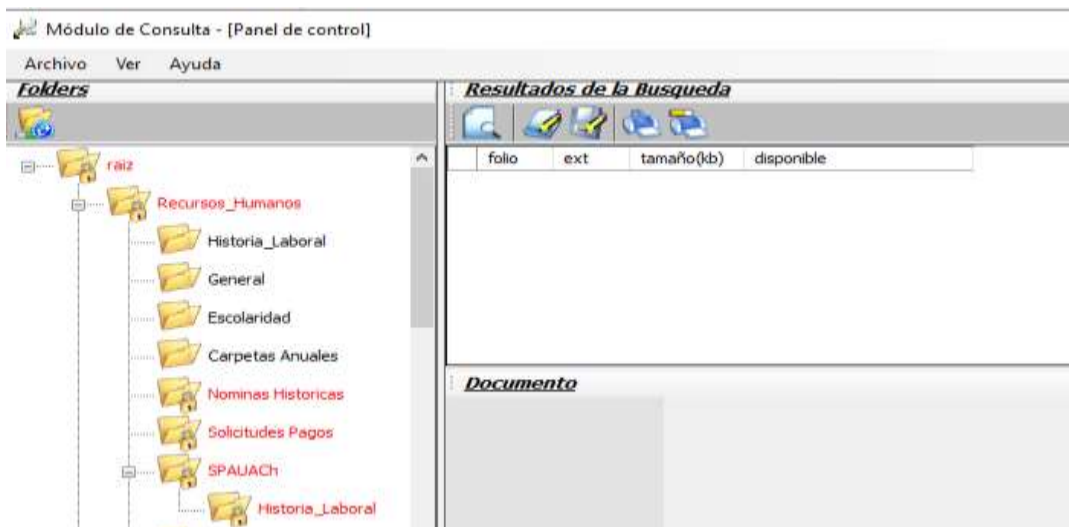 Módulo de Consulta - [Panel de control]
Archivo Ver Ayuda
Folders
raiz
Recursos_Humanos
Historia_Laboral
General
Escolaridad
Carpetas Anuales
Nominas Historicas
Solicitudes Pagos
SPAUACh
Historia_Laboral
Resultados de la Busqueda
folio ext tamaño(kb) disponible
Documento